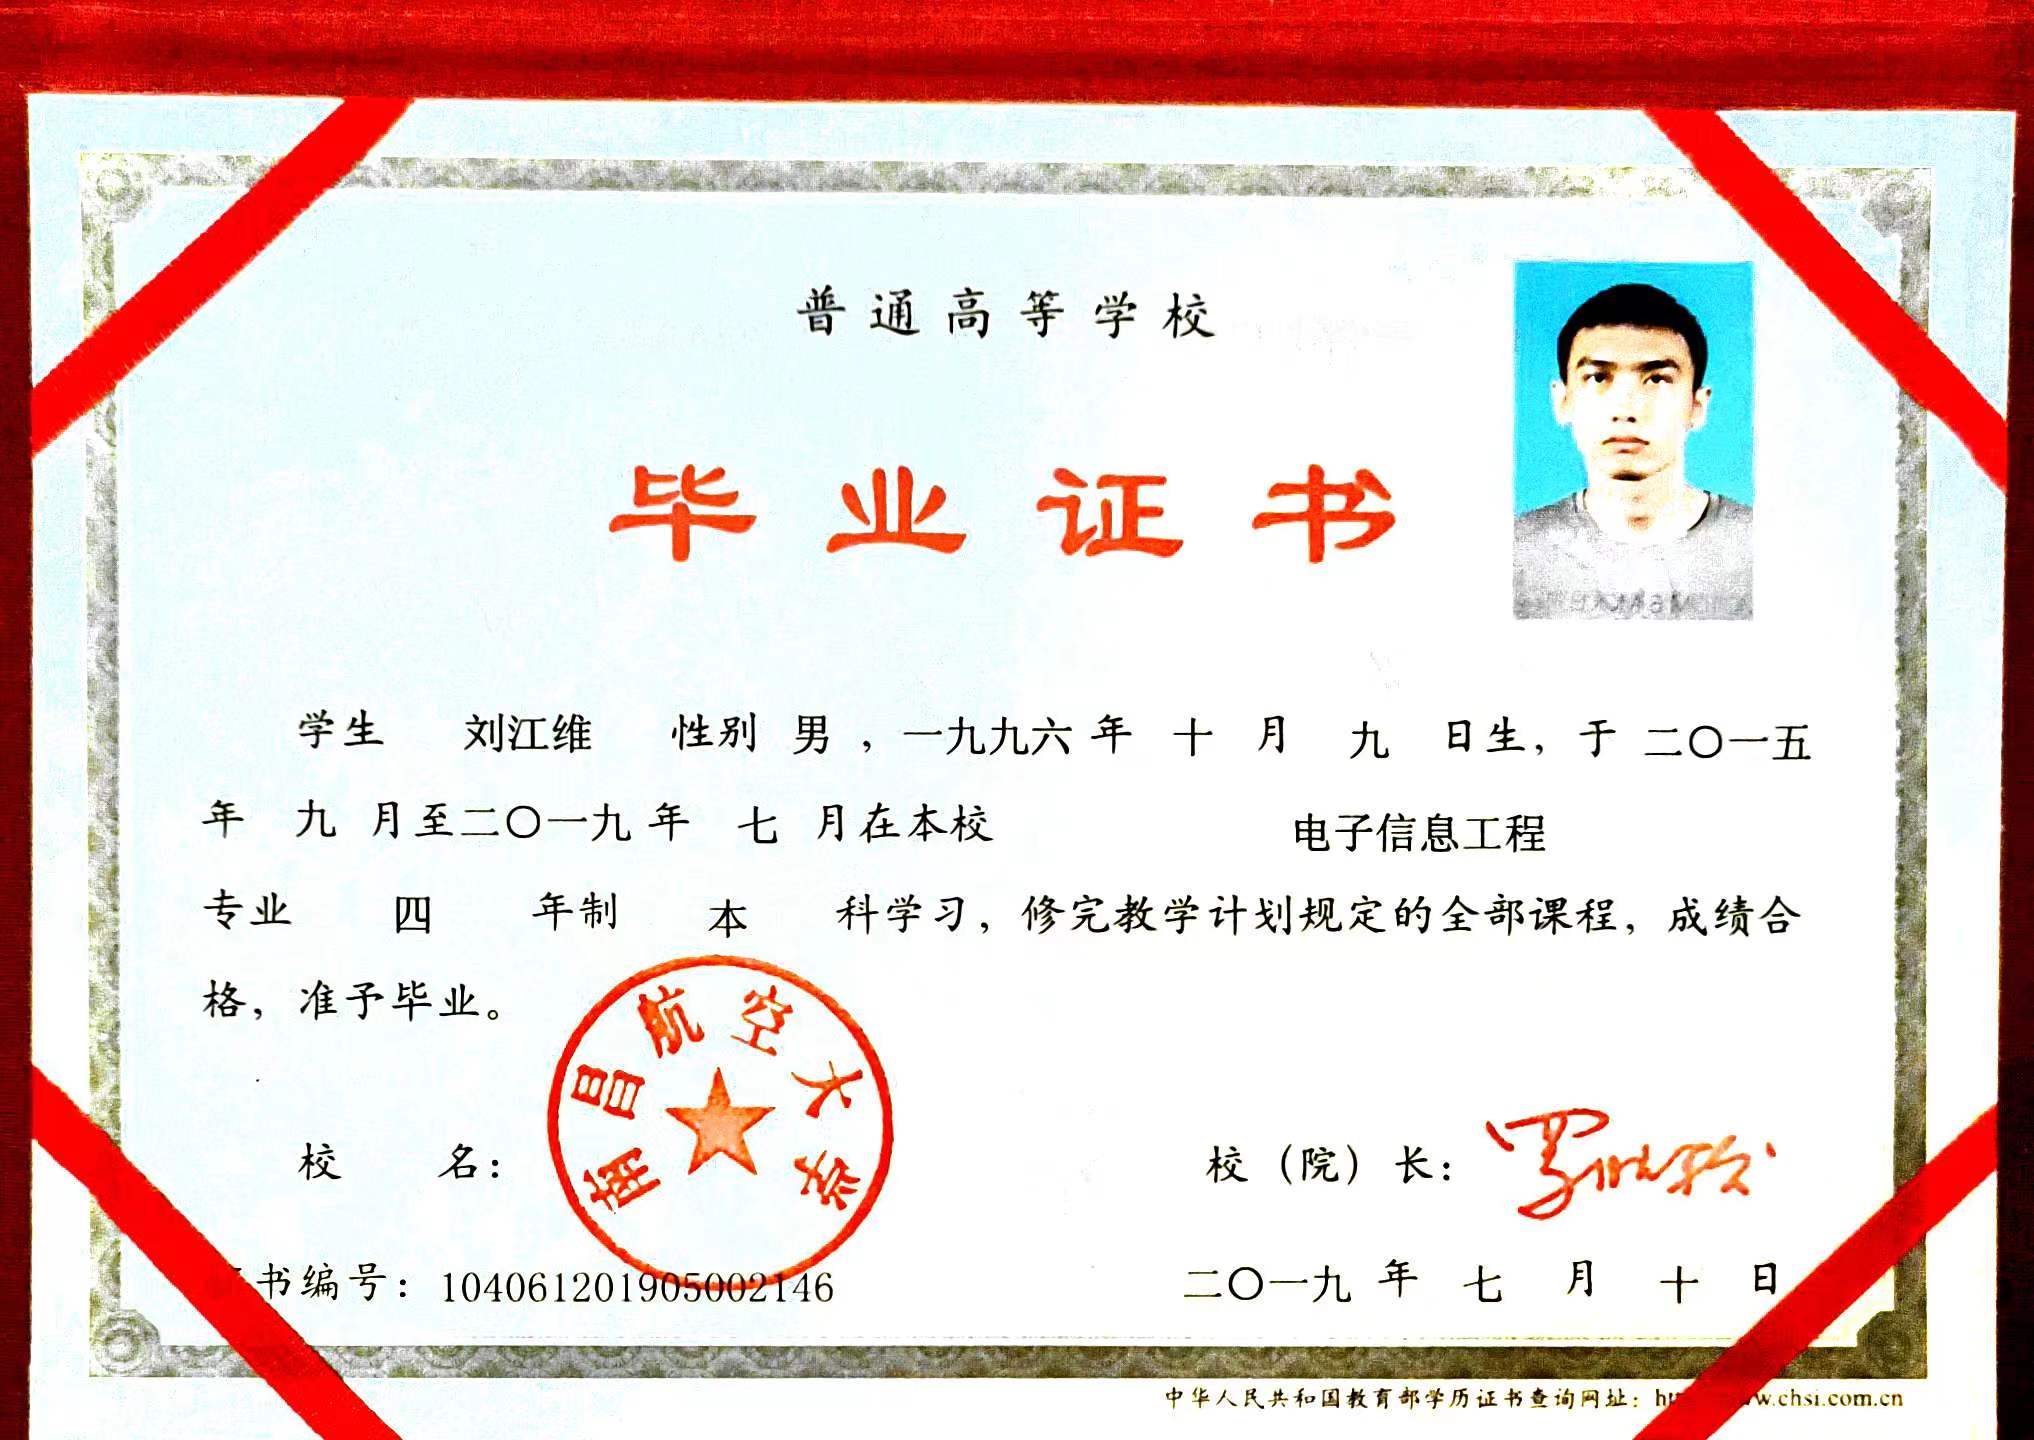 普通高等学校
毕业证书
学生 刘江维 性别 男 ，一九九六 年 十 月 九 日生，于 二〇一五
年 九 月至二〇一九 年 七 月在本校 电子信息工程
专业 四 年制 本 科学习，修完教学计划规定的全部课程，成绩合
格，准予毕业。
南昌航空大学
校 名： 校（院）长：
书编号：104061201905002146 二〇一九 年 七 月 十 日
中华人民共和国教育部学历证书查询网址：ht www.chsi.com.cn